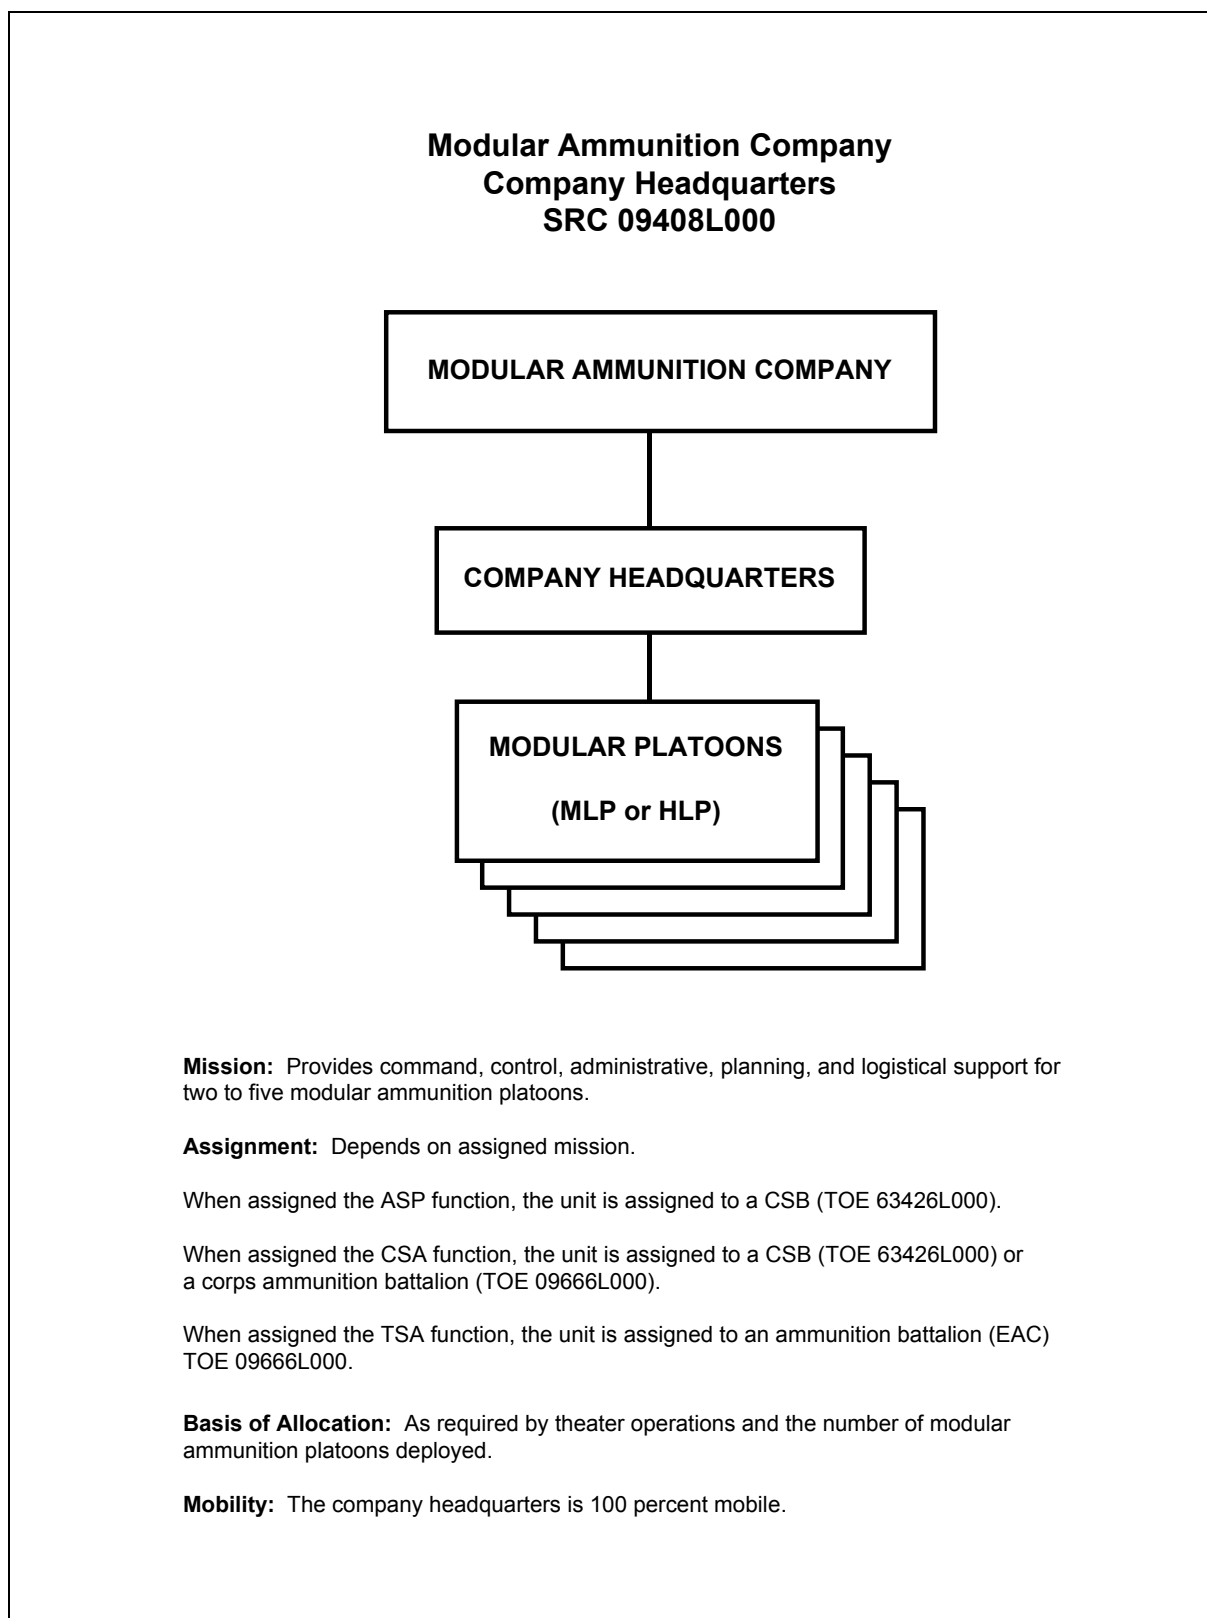 Modular Ammunition Company
Company Headquarters
SRC 09408L000
MODULAR AMMUNITION COMPANY
COMPANY HEADQUARTERS
MODULAR PLATOONS
(MLP or HLP)
Mission: Provides command, control, administrative, planning, and logistical support for
two to five modular ammunition platoons.
Assignment: Depends on assigned mission.
When assigned the ASP function, the unit is assigned to a CSB (TOE 63426L000).
When assigned the CSA function, the unit is assigned to a CSB (TOE 63426L000) or
a corps ammunition battalion (TOE 09666L000).
When assigned the TSA function, the unit is assigned to an ammunition battalion (EAC)
TOE 09666L000.
Basis of Allocation: As required by theater operations and the number of modular
ammunition platoons deployed.
Mobility: The company headquarters is 100 percent mobile.